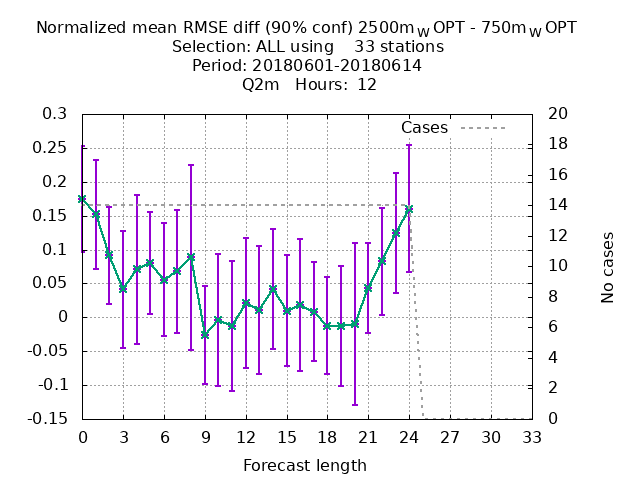 Normalized mean RMSE diff (90% conf) 2500m_W OPT - 750m_W OPT
Selection: ALL using    33 stations
Period: 20180601-20180614
Q2m   Hours:  12
Cases
0.3
0.25
0.2
0.15
0.1
0.05
0
-0.05
-0.1
-0.15
20
18
16
14
12
10
8
6
4
2
0
No cases
0 3 6 9 12 15 18 21 24 27 30 33
Forecast length